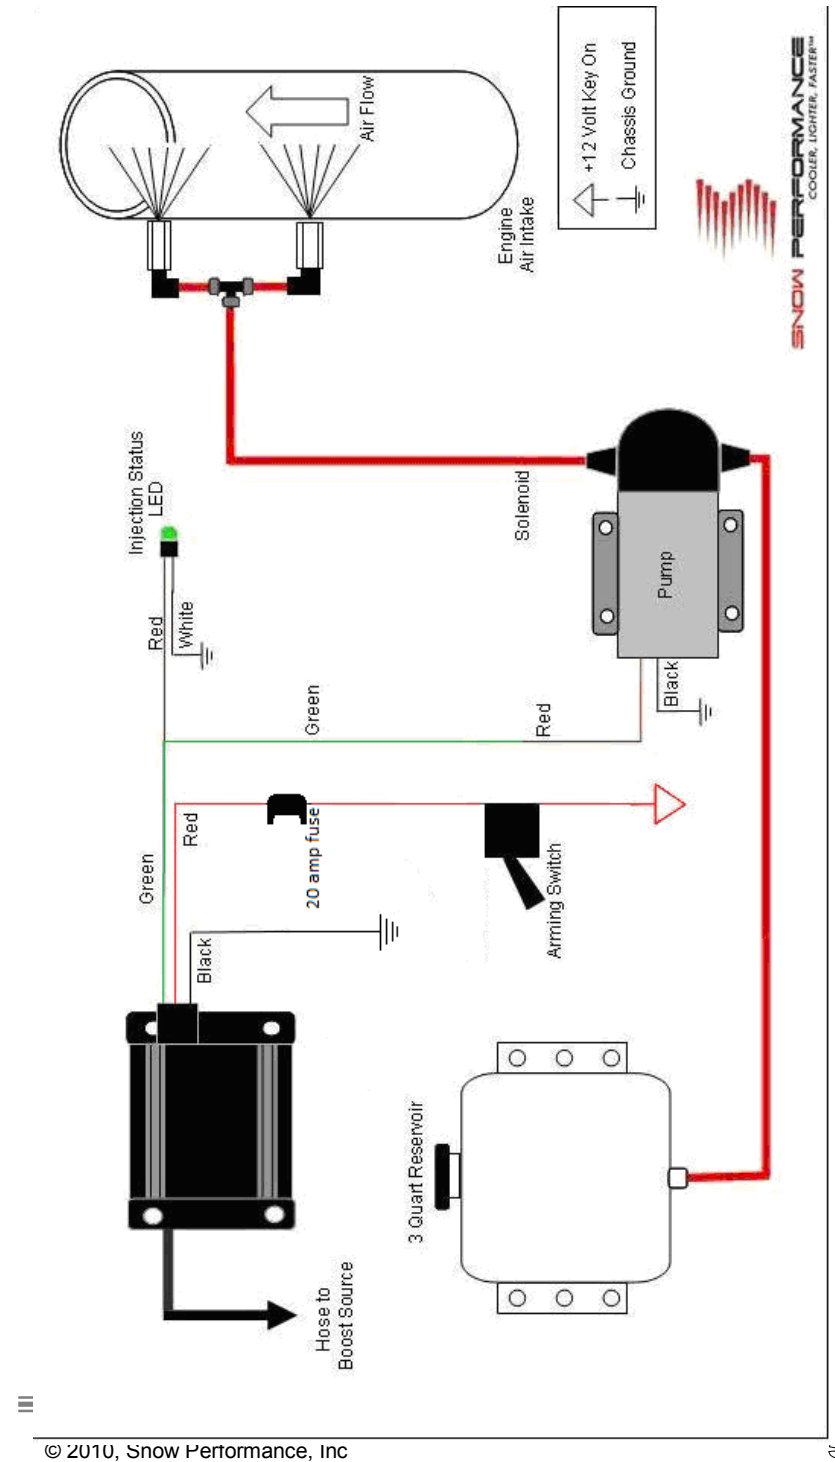 +12 Volt Key On
Chassis Ground
SNOW PERFORMANCE
COOLER, LIGHTER, FASTER™
Air Flow
Engine
Air Intake
Injection Status
LED
Solenoid
Pump
Red
White
Black
Green
Red
Red
20 amp fuse
Green
Arming Switch
Black
3 Quart Reservoir
Hose to
Boost Source
© 2010, Snow Performance, Inc